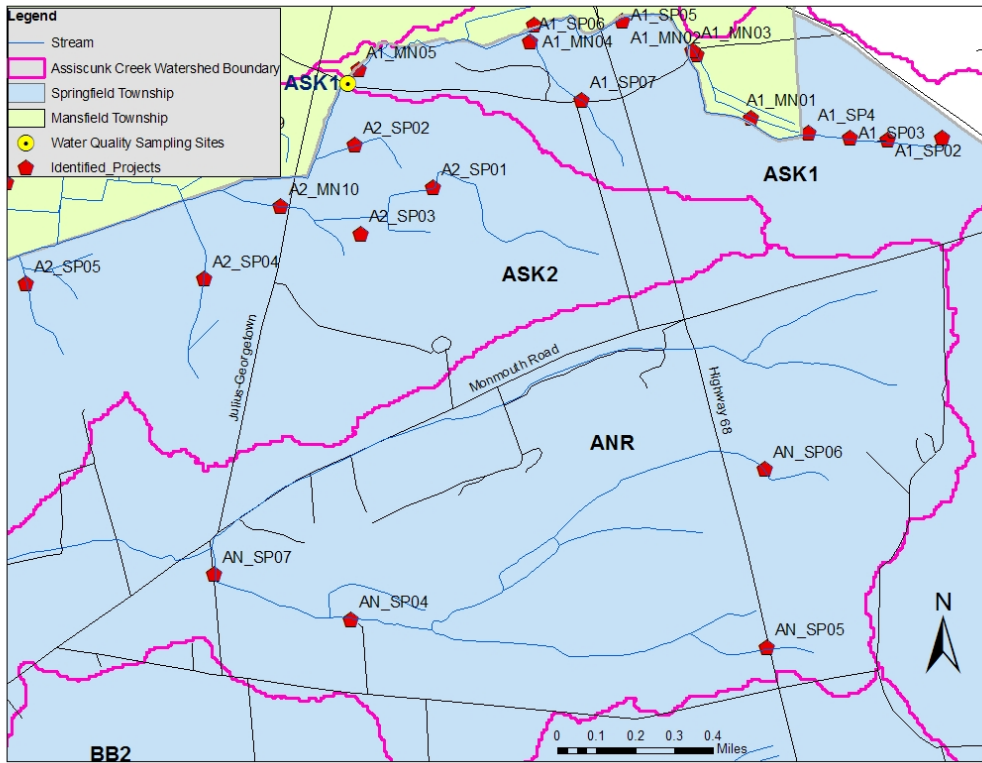 Legend
Stream
Assiscunk Creek Watershed Boundary
Springfield Township
Mansfield Township
Water Quality Sampling Sites
Identified_Projects
A1_SP06
A1_SP05
A1_MN04
A1_MN02
A1_MN03
A1_MN05
ASK1
A1_SP07
9
A1_MN01
A1_SP4
A1_SP03
A1_SP02
A2_SP02
A2_SP01
ASK1
A2_MN10
A2_SP03
A2_SP05
A2_SP04
ASK2
Julius-Georgetown
Monmouth Road
Highway 68
ANR
AN_SP06
AN_SP07
AN_SP04
AN_SP05
N
BB2
0 0.1 0.2 0.3 0.4
Miles